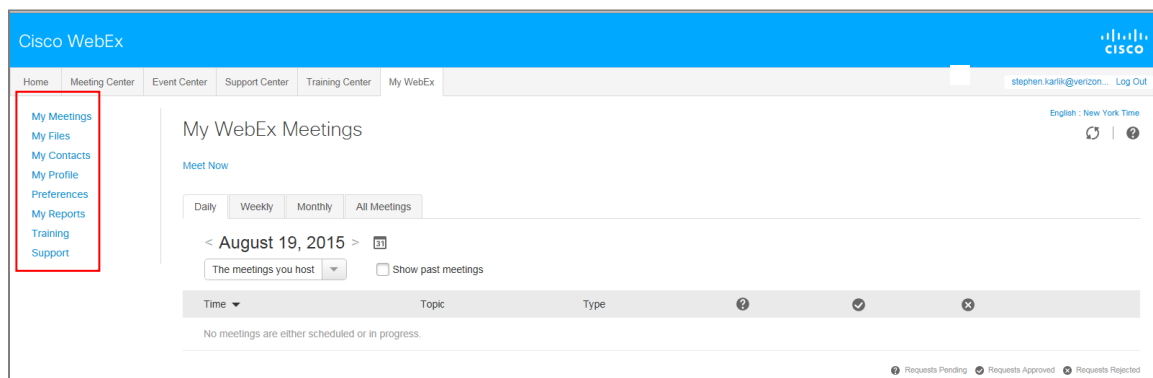 Cisco WebEx
CISCO
Home Meeting Center Event Center Support Center Training Center My WebEx stephen.karlik@verizon... Log Out
English : New York Time
My Meetings
My Files
My Contacts
My Profile
Preferences
My Reports
Training
Support
My WebEx Meetings
Meet Now
Daily Weekly Monthly All Meetings
< August 19, 2015 > 31
The meetings you host Show past meetings
Time Topic Type
No meetings are either scheduled or in progress.
Requests Pending Requests Approved Requests Rejected